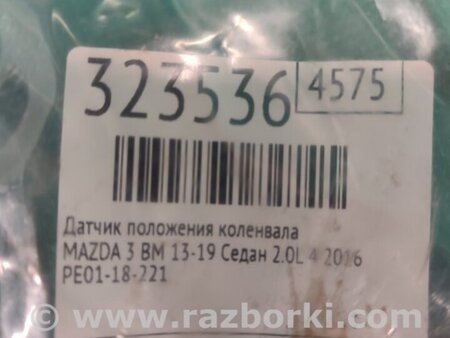 323536 4575
Датчик положения коленвала
MAZDA 3 BM 13-19 Седан 2.0L 4 2016
PE01-18-221
www.razborki.com